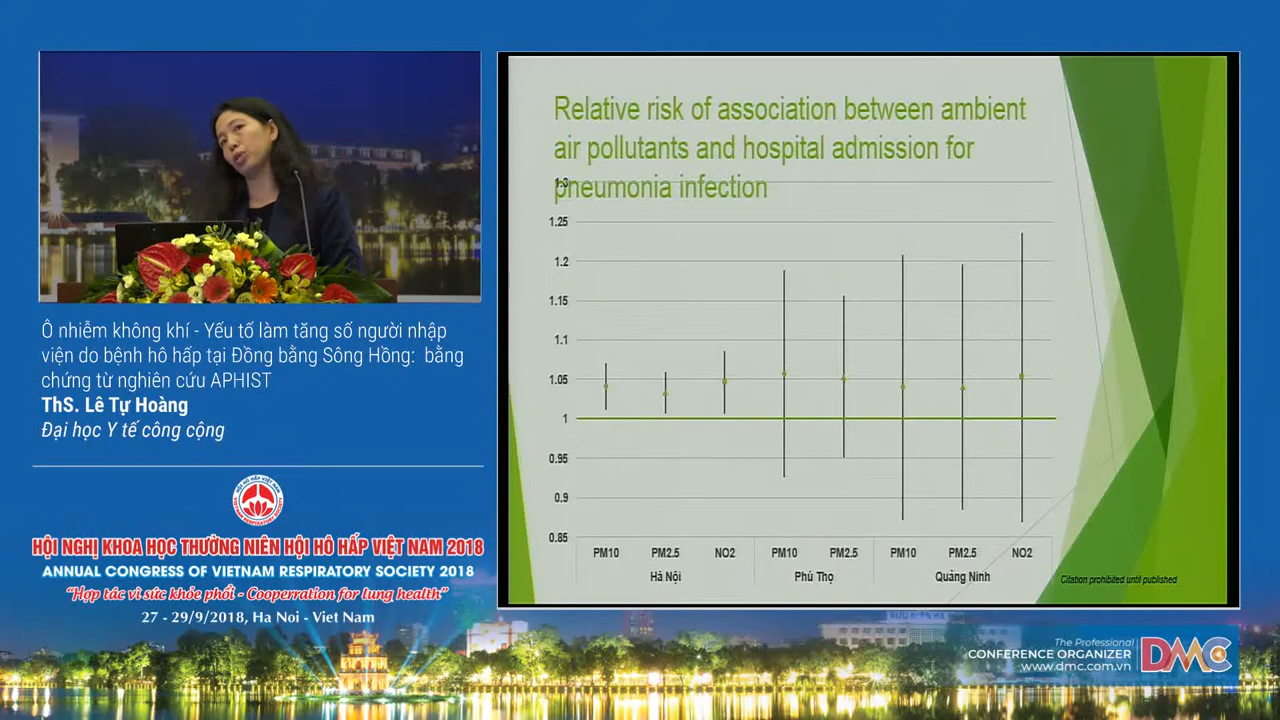 Relative risk of association between ambient
air pollutants and hospital admission for
pneumonia infection
1.3
1.25
1.2
1.15
1.1
1.05
1
0.95
0.9
0.85
PM10 PM2.5 NO2 PM10 PM2.5 PM10 PM2.5 NO2
Hà Nội Phú Thọ Quảng Ninh
Citation prohibited until published
Ô nhiễm không khí - Yếu tố làm tăng số người nhập
viện do bệnh hô hấp tại Đồng bằng Sông Hồng: bằng
chứng từ nghiên cứu APHIST
ThS. Lê Tự Hoàng
Đại học Y tế công cộng
HỘI HÔ HẤP VIỆT NAM
HỘI NGHỊ KHOA HỌC THƯỜNG NIÊN HỘI HÔ HẤP VIỆT NAM 2018
ANNUAL CONGRESS OF VIETNAM RESPIRATORY SOCIETY 2018
"Hợp tác vì sức khỏe phổi - Cooperration for lung health"
27 - 29/9/2018, Ha Noi - Viet Nam
The Professional
CONFERENCE ORGANIZER
www.dmc.com.vn
DMC